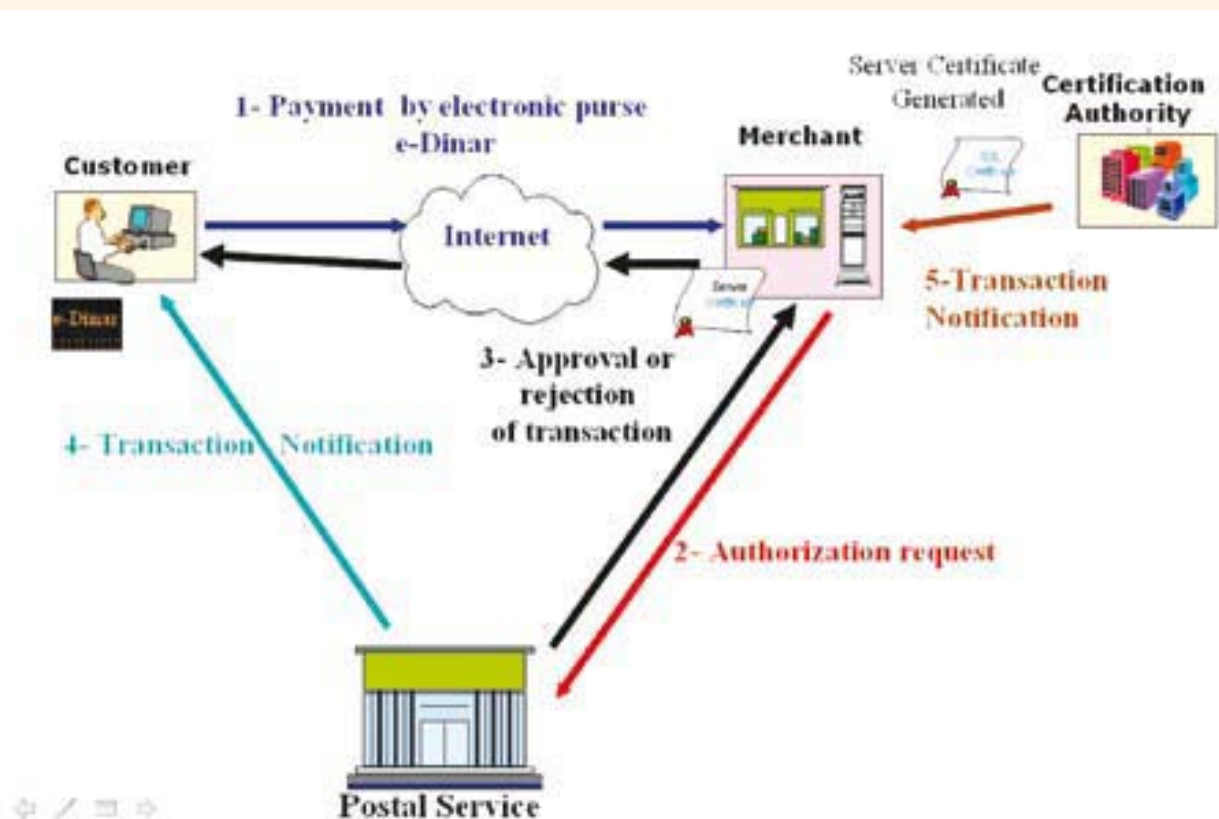 Server Certificate
Generated
Certification
Authority
1- Payment by electronic purse
e-Dinar
Merchant
Customer
Internet
e-Dinar
Server
5-Transaction
Notification
3- Approval or
rejection
of transaction
4- Transaction Notification
2- Authorization request
Postal Service